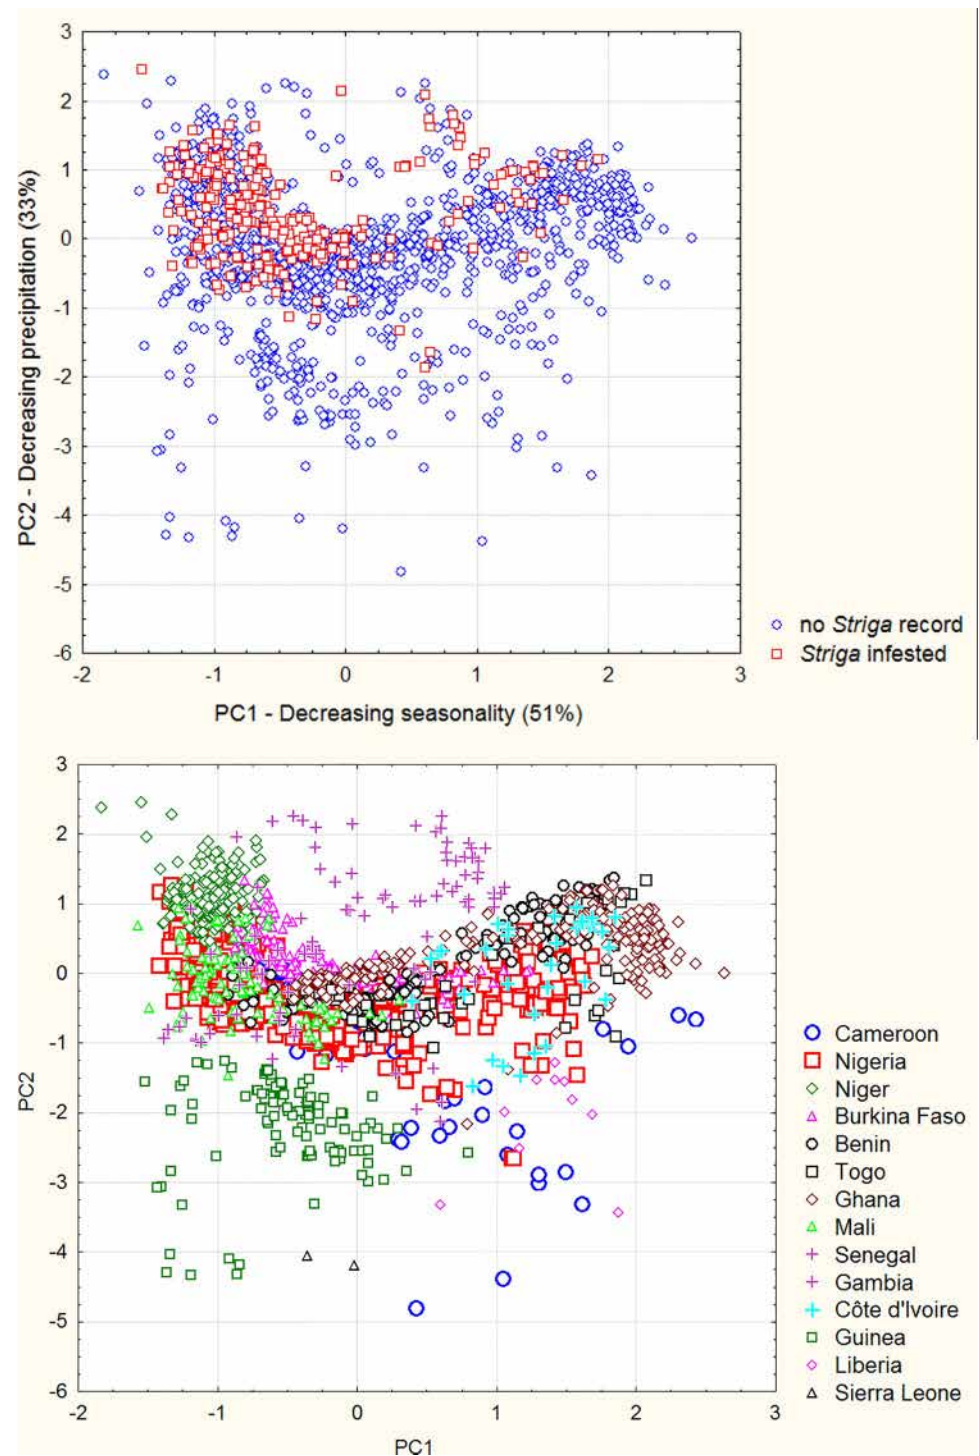 3
2
1
0
-1
-2
-3
-4
-5
-6
PC2 - Decreasing precipitation (33%)
-2 -1 0 1 2 3
PC1 - Decreasing seasonality (51%)
no Striga record
Striga infested
3
2
1
0
-1
-2
-3
-4
-5
-6
PC2
-2 -1 0 1 2 3
PC1
Cameroon
Nigeria
Niger
Burkina Faso
Benin
Togo
Ghana
Mali
Senegal
Gambia
Côte d'Ivoire
Guinea
Liberia
Sierra Leone